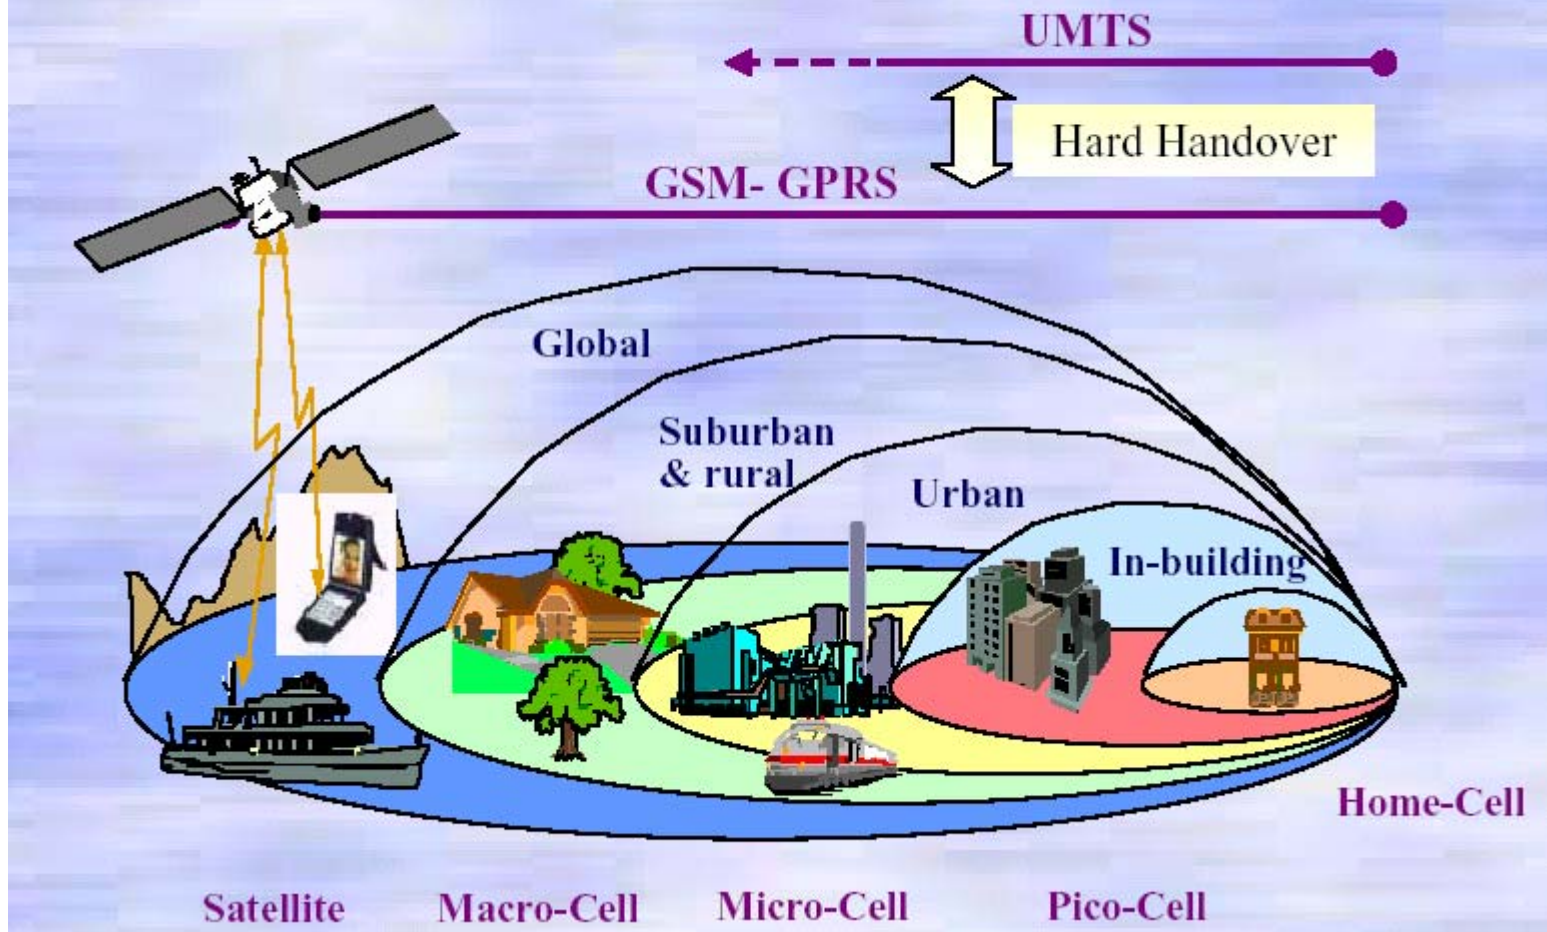 UMTS
Hard Handover
GSM- GPRS
Global
Suburban
& rural
Urban
In-building
Home-Cell
Satellite
Macro-Cell
Micro-Cell
Pico-Cell